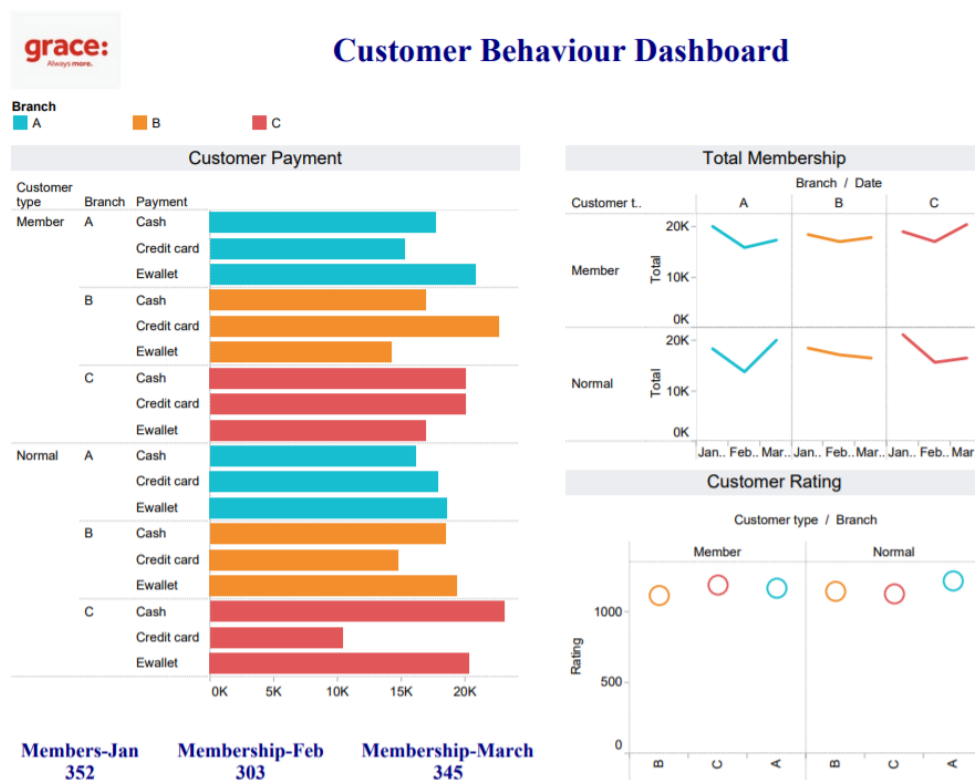 grace:
Always more.
Customer Behaviour Dashboard
Branch
A B C
Customer Payment
Customer
type Branch Payment
Member A Cash
Credit card
Ewallet
B Cash
Credit card
Ewallet
C Cash
Credit card
Ewallet
Normal A Cash
Credit card
Ewallet
B Cash
Credit card
Ewallet
C Cash
Credit card
Ewallet
0K 5K 10K 15K 20K
Total Membership
Branch / Date
Customer t.. A B C
Member
Total
20K
10K
0K
Normal
Total
20K
10K
0K
Jan.. Feb.. Mar.. Jan.. Feb.. Mar.. Jan.. Feb.. Mar
Customer Rating
Customer type / Branch
Member Normal
Rating
1000
500
0
B C A B C A
Members-Jan
352
Membership-Feb
303
Membership-March
345